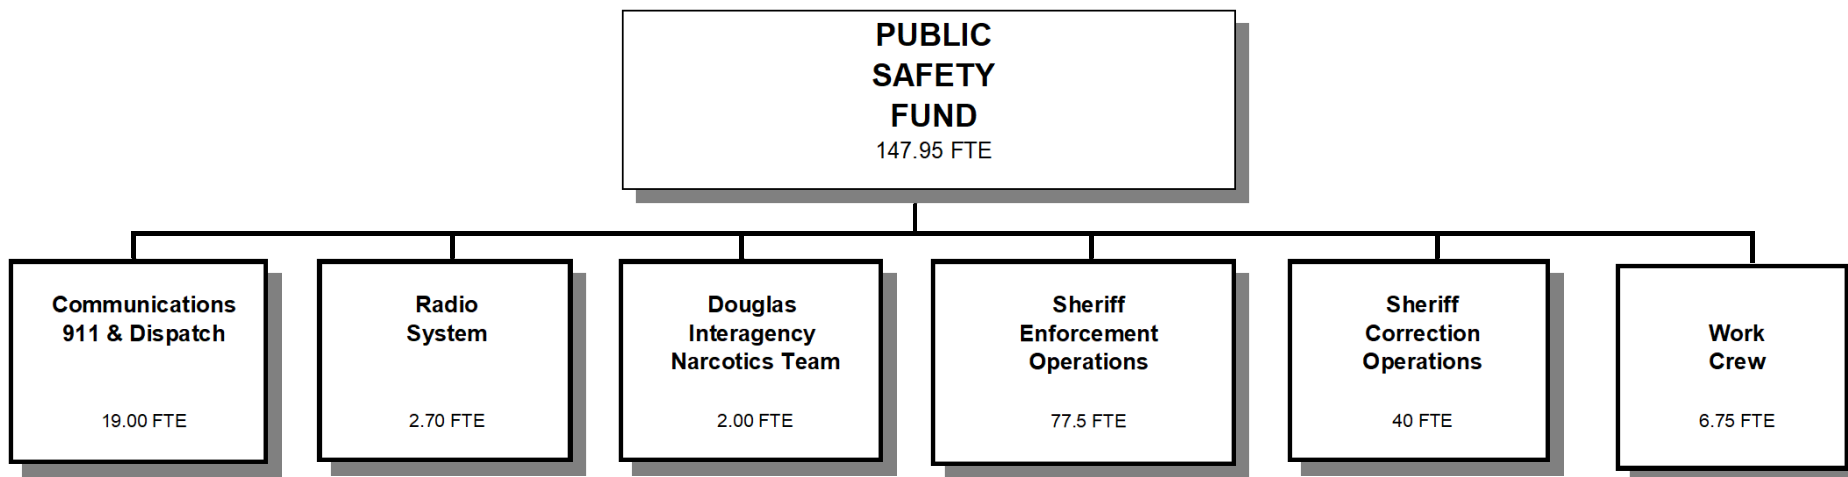 PUBLIC
SAFETY
FUND
147.95 FTE
Communications
911 & Dispatch
19.00 FTE
Radio
System
2.70 FTE
Douglas
Interagency
Narcotics Team
2.00 FTE
Sheriff
Enforcement
Operations
77.5 FTE
Sheriff
Correction
Operations
40 FTE
Work
Crew
6.75 FTE